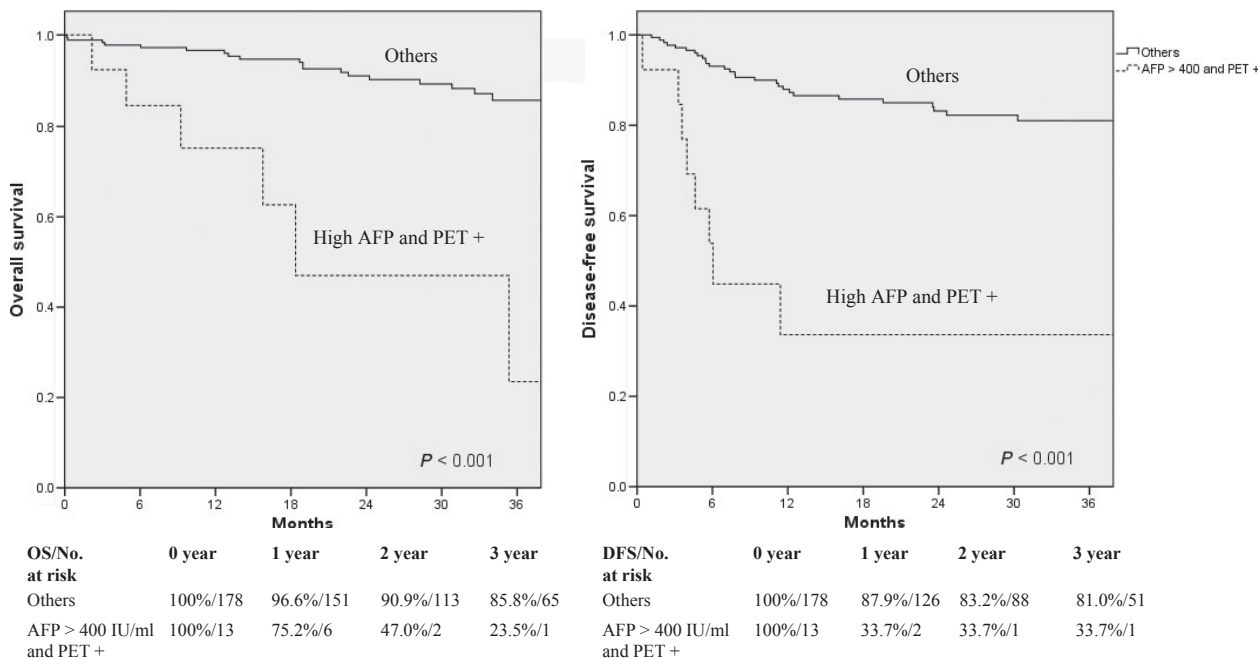 1.0
0.8
0.6
0.4
0.2
0.0
Overall survival
Others
High AFP and PET +
P < 0.001
0 6 12 18 24 30 36
Months
OS/No. at risk 0 year 1 year 2 year 3 year
Others 100%/178 96.6%/151 90.9%/113 85.8%/65
AFP > 400 IU/ml 100%/13 75.2%/6 47.0%/2 23.5%/1
and PET +
1.0
0.8
0.6
0.4
0.2
0.0
Disease-free survival
Others
High AFP and PET +
P < 0.001
0 6 12 18 24 30 36
Months
Others
AFP > 400 and PET +
DFS/No. at risk 0 year 1 year 2 year 3 year
Others 100%/178 87.9%/126 83.2%/88 81.0%/51
AFP > 400 IU/ml 100%/13 33.7%/2 33.7%/1 33.7%/1
and PET +